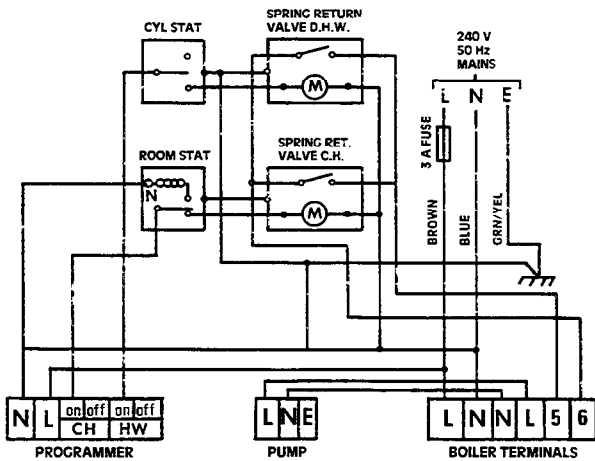 CYL STAT
SPRING RETURN
VALVE D.H.W.
M
240 V
50 Hz
MAINS
L N E
3 A FUSE
ROOM STAT
N
SPRING RET.
VALVE C.H.
M
BROWN
BLUE
GRN/YEL
N L on off on off
CH HW
PROGRAMMER
L N E
PUMP
L N N L 5 6
BOILER TERMINALS